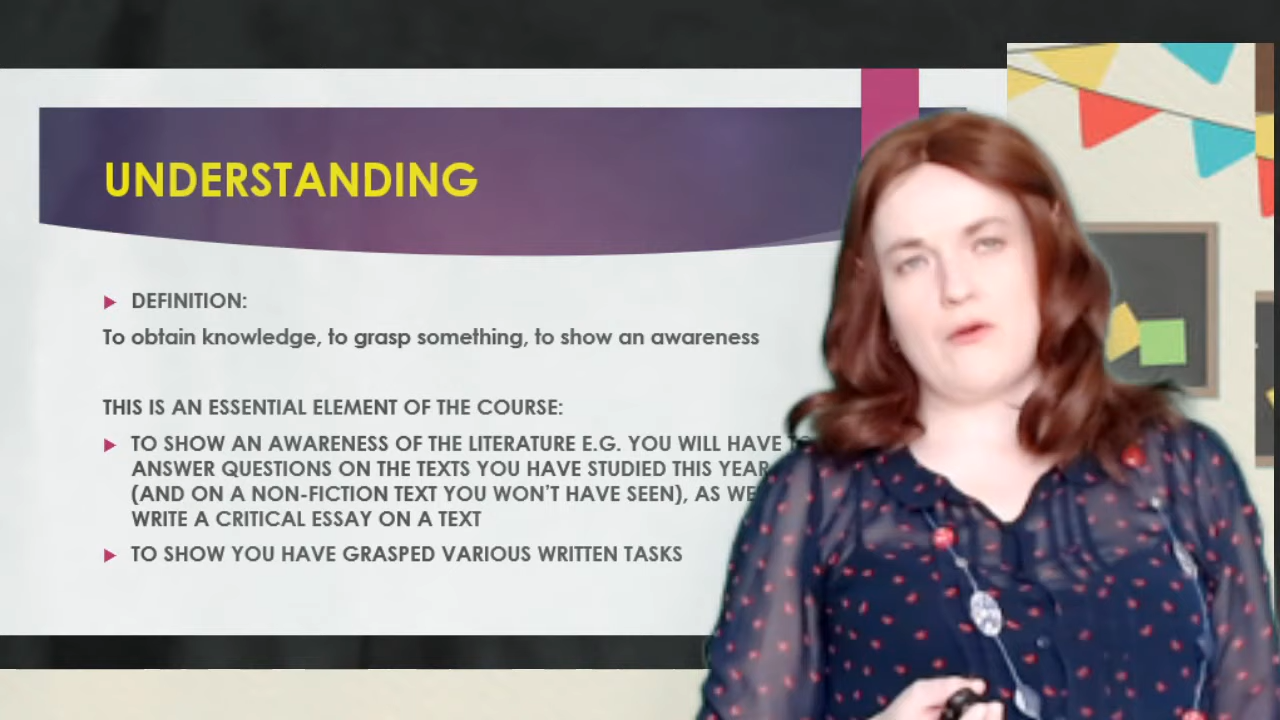 UNDERSTANDING
DEFINITION:
To obtain knowledge, to grasp something, to show an awareness
THIS IS AN ESSENTIAL ELEMENT OF THE COURSE:
TO SHOW AN AWARENESS OF THE LITERATURE E.G. YOU WILL HAVE TO
ANSWER QUESTIONS ON THE TEXTS YOU HAVE STUDIED THIS YEAR
(AND ON A NON-FICTION TEXT YOU WON'T HAVE SEEN), AS
WRITE A CRITICAL ESSAY ON A TEXT
TO SHOW YOU HAVE GRASPED VARIOUS WRITTEN TASKS